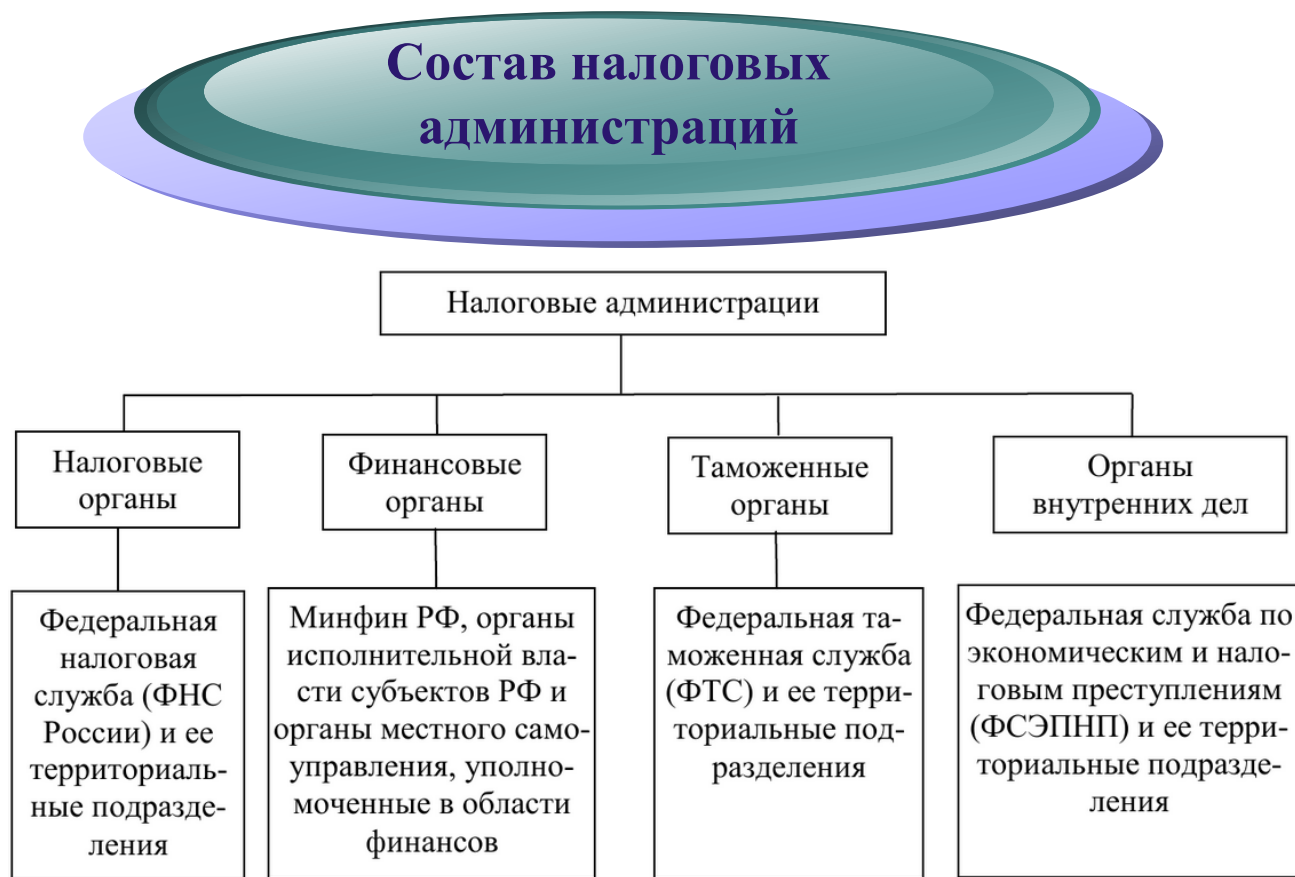 Состав налоговых
администраций
Налоговые администрации
Налоговые
органы
Финансовые
органы
Таможенные
органы
Органы
внутренних дел
Федеральная
налоговая
служба (ФНС
России) и ее
территориаль-
ные подразде-
ления
Минфин РФ, органы
исполнительной вла-
сти субъектов РФ и
органы местного само-
управления, уполно-
моченные в области
финансов
Федеральная та-
моженная служба
(ФТС) и ее терри-
ториальные под-
разделения
Федеральная служба по
экономическим и нало-
говым преступлениям
(ФСЭПНП) и ее терри-
ториальные подразде-
ления